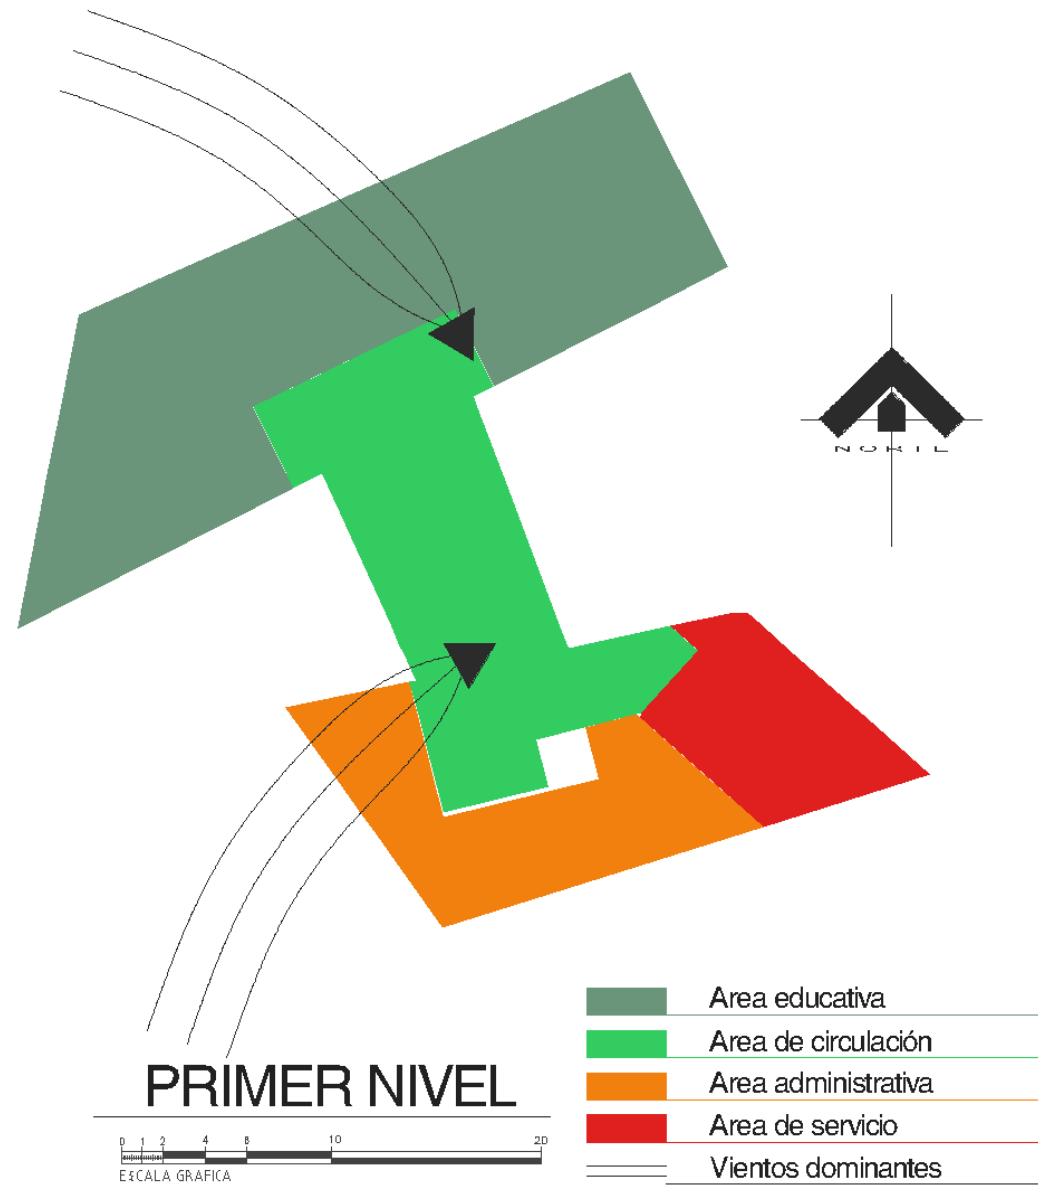 NORTE
Area educativa
Area de circulación
Area administrativa
Area de servicio
Vientos dominantes
PRIMER NIVEL
0 1 2 4 6 10 20
ESCALA GRAFICA